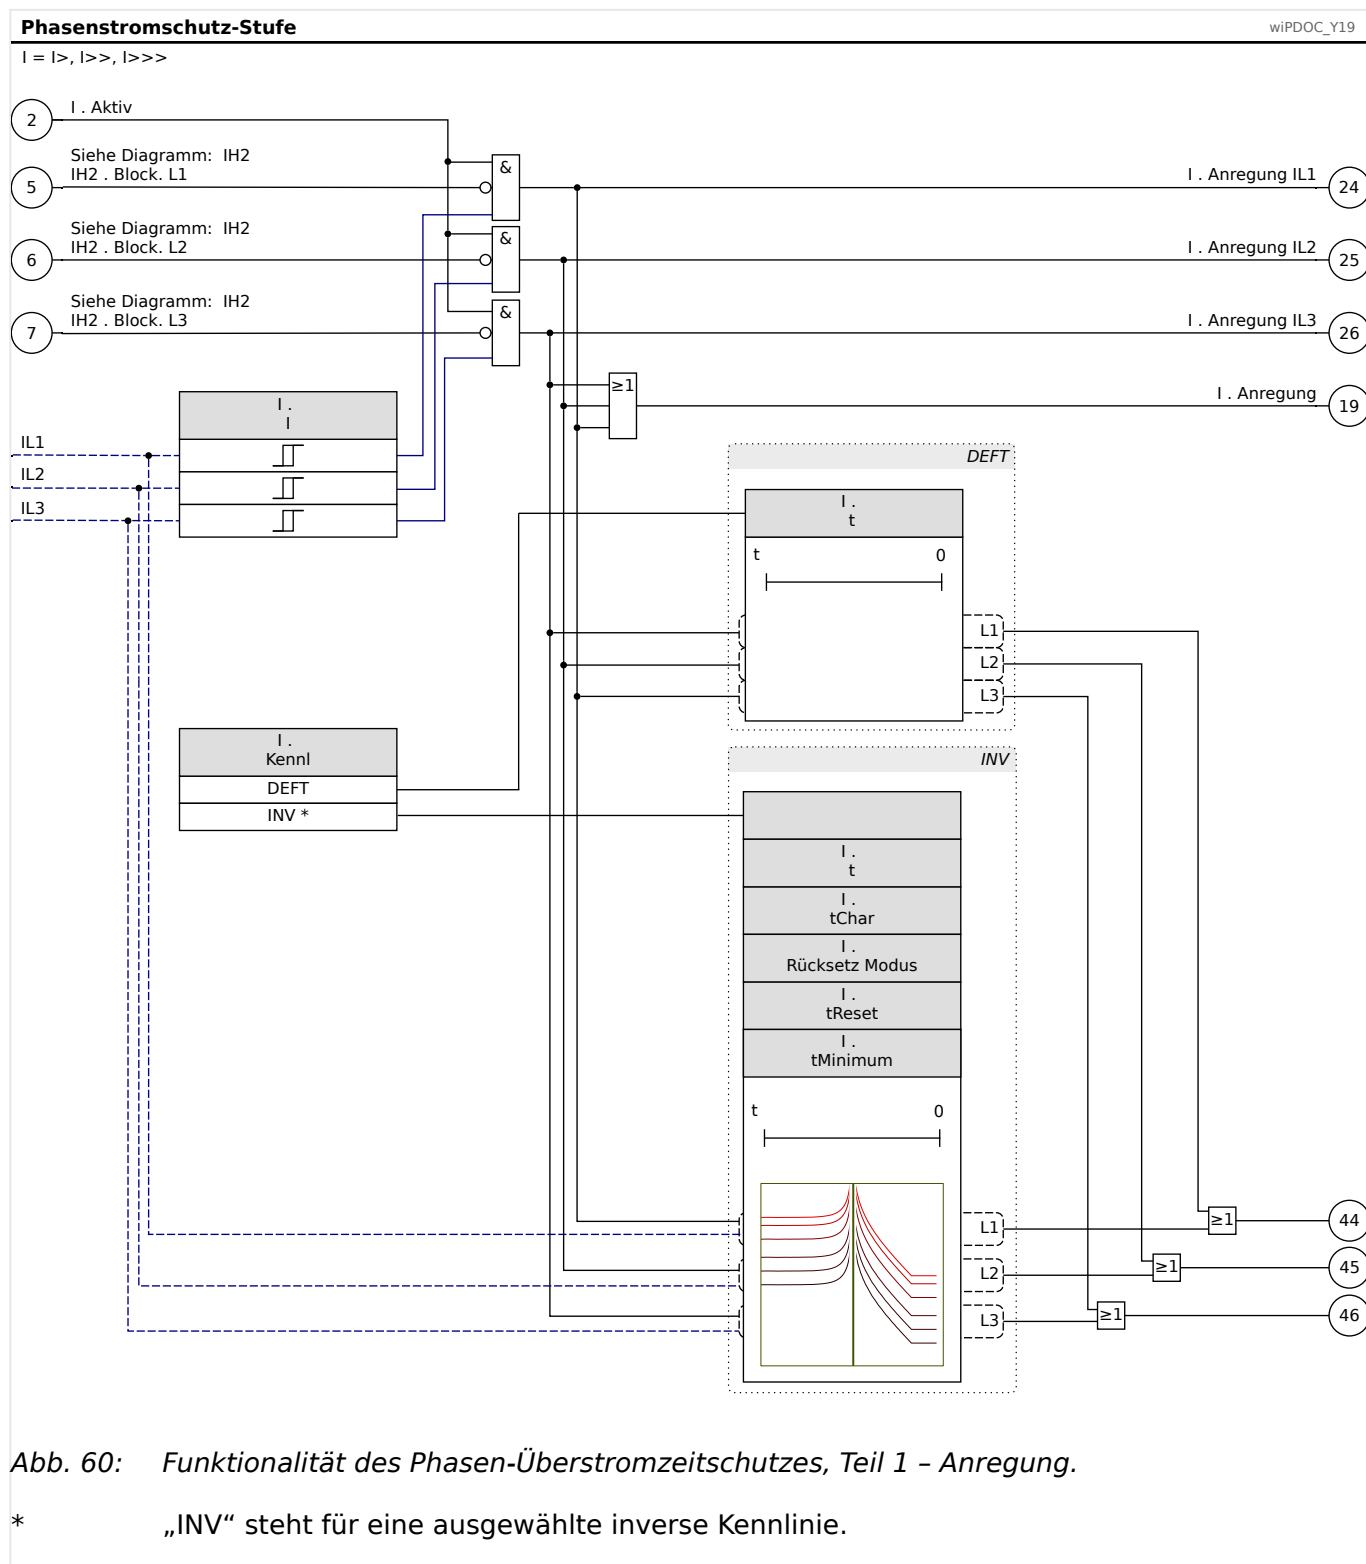 Phasenstromschutz-Stufe
wiPDOC_Y19
I = I>, I>>, I>>>
2
I . Aktiv
Siehe Diagramm: IH2
5
IH2 . Block. L1
&
I . Anregung IL1
24
Siehe Diagramm: IH2
6
IH2 . Block. L2
&
I . Anregung IL2
25
Siehe Diagramm: IH2
7
IH2 . Block. L3
&
I . Anregung IL3
26
≥1
I . Anregung
19
I .
I
IL1
IL2
IL3
DEFT
I .
t
t 0
L1
L2
L3
I .
Kennl
DEFT
INV *
INV
I .
t
I .
tChar
I .
Rücksetz Modus
I .
tReset
I .
tMinimum
t 0
L1
≥1
44
L2
≥1
45
L3
≥1
46
Abb. 60: Funktionalität des Phasen-Überstromzeitschutzes, Teil 1 – Anregung.
* „INV“ steht für eine ausgewählte inverse Kennlinie.